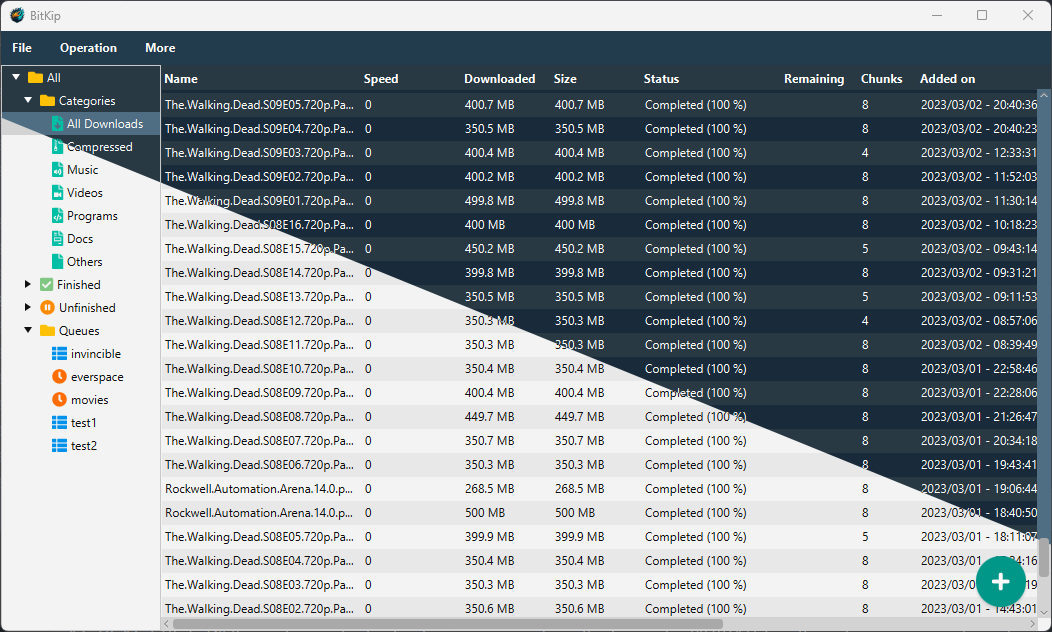 BitKip
File Operation More
All
Categories
All Downloads
Compressed
Music
Videos
Programs
Docs
Others
Finished
Unfinished
Queues
invincible
everspace
movies
test1
test2
Name Speed Downloaded Size Status Remaining Chunks Added on
The.Walking.Dead.S09E05.720p.Pa... 0 400.7 MB 400.7 MB Completed (100 %) 8 2023/03/02 - 20:40:36
The.Walking.Dead.S09E04.720p.Pa... 0 350.5 MB 350.5 MB Completed (100 %) 8 2023/03/02 - 20:40:23
The.Walking.Dead.S09E03.720p.Pa... 0 400.4 MB 400.4 MB Completed (100 %) 4 2023/03/02 - 12:33:31
The.Walking.Dead.S09E02.720p.Pa... 0 400.2 MB 400.2 MB Completed (100 %) 8 2023/03/02 - 11:52:03
The.Walking.Dead.S09E01.720p.Pa... 0 499.8 MB 499.8 MB Completed (100 %) 8 2023/03/02 - 11:30:14
The.Walking.Dead.S08E16.720p.Pa... 0 400 MB 400 MB Completed (100 %) 8 2023/03/02 - 10:18:23
The.Walking.Dead.S08E15.720p.Pa... 0 450.2 MB 450.2 MB Completed (100 %) 5 2023/03/02 - 09:43:14
The.Walking.Dead.S08E14.720p.Pa... 0 399.8 MB 399.8 MB Completed (100 %) 8 2023/03/02 - 09:31:21
The.Walking.Dead.S08E13.720p.Pa... 0 350.5 MB 350.5 MB Completed (100 %) 5 2023/03/02 - 09:11:53
The.Walking.Dead.S08E12.720p.Pa... 0 350.3 MB 350.3 MB Completed (100 %) 4 2023/03/02 - 08:57:06
The.Walking.Dead.S08E11.720p.Pa... 0 350.3 MB 350.3 MB Completed (100 %) 8 2023/03/02 - 08:39:49
The.Walking.Dead.S08E10.720p.Pa... 0 350.4 MB 350.4 MB Completed (100 %) 8 2023/03/01 - 22:58:46
The.Walking.Dead.S08E09.720p.Pa... 0 400.4 MB 400.4 MB Completed (100 %) 8 2023/03/01 - 22:28:06
The.Walking.Dead.S08E08.720p.Pa... 0 449.7 MB 449.7 MB Completed (100 %) 8 2023/03/01 - 21:26:47
The.Walking.Dead.S08E07.720p.Pa... 0 350.7 MB 350.7 MB Completed (100 %) 8 2023/03/01 - 20:34:18
The.Walking.Dead.S08E06.720p.Pa... 0 350.3 MB 350.3 MB Completed (100 %) 8 2023/03/01 - 19:43:41
Rockwell.Automation.Arena.14.0.p... 0 268.5 MB 268.5 MB Completed (100 %) 8 2023/03/01 - 19:06:44
Rockwell.Automation.Arena.14.0.p... 0 500 MB 500 MB Completed (100 %) 8 2023/03/01 - 18:40:50
The.Walking.Dead.S08E05.720p.Pa... 0 399.9 MB 399.9 MB Completed (100 %) 5 2023/03/01 - 18:11:07
The.Walking.Dead.S08E04.720p.Pa... 0 350.4 MB 350.4 MB Completed (100 %) 8 2023/03/01 -
The.Walking.Dead.S08E03.720p.Pa... 0 350.3 MB 350.3 MB Completed (100 %) 8 2023/03/01
The.Walking.Dead.S08E02.720p.Pa... 0 350.6 MB 350.6 MB Completed (100 %) 8 2023/03/01 - 14:43:01